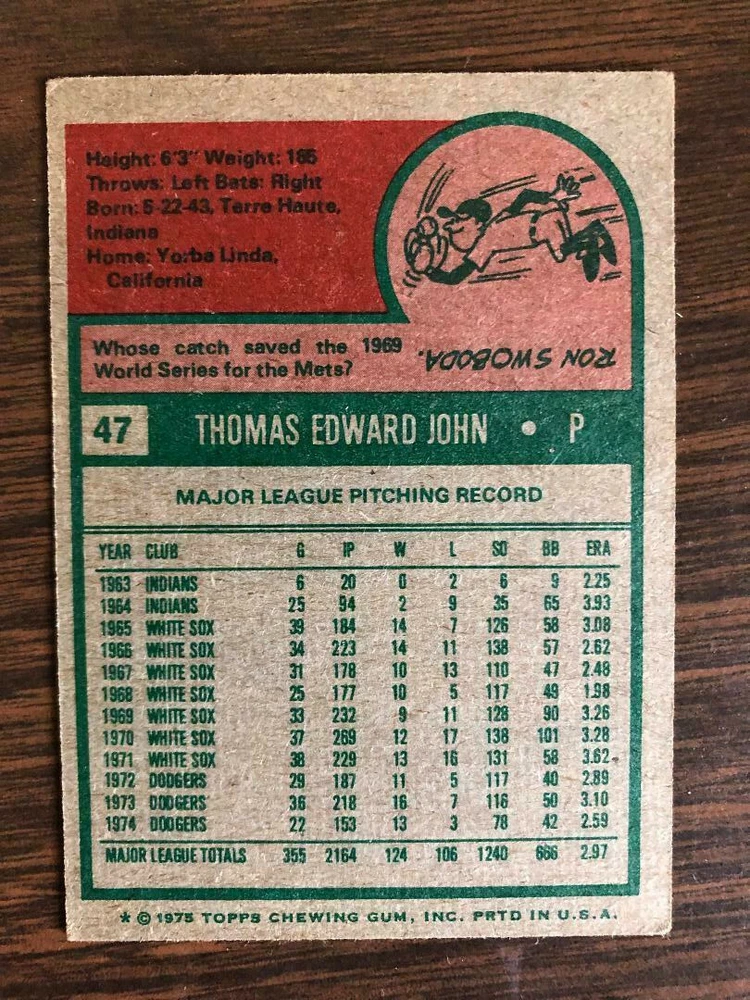 Height: 6'3" Weight: 185
Throws: Left Bats: Right
Born: 5-22-43, Terre Haute,
Indiana
Home: Yorba Linda,
California
Whose catch saved the 1969
World Series for the Mets?
RON SWOBODA.
47 THOMAS EDWARD JOHN • P
MAJOR LEAGUE PITCHING RECORD
YEAR CLUB G IP W L SO BB ERA
1963 INDIANS 6 20 0 2 6 9 2.25
1964 INDIANS 25 94 2 9 35 65 3.93
1965 WHITE SOX 39 184 14 7 126 58 3.08
1966 WHITE SOX 34 223 14 11 138 57 2.62
1967 WHITE SOX 31 178 10 13 110 47 2.48
1968 WHITE SOX 25 177 10 5 117 49 1.98
1969 WHITE SOX 33 232 9 11 128 90 3.26
1970 WHITE SOX 37 269 12 17 138 101 3.28
1971 WHITE SOX 38 229 13 16 131 58 3.62
1972 DODGERS 29 187 11 5 117 40 2.89
1973 DODGERS 36 218 16 7 116 50 3.10
1974 DODGERS 22 153 13 3 78 42 2.59
MAJOR LEAGUE TOTALS 355 2164 124 106 1240 666 2.97
* © 1975 TOPPS CHEWING GUM, INC. PRTD IN U.S.A.